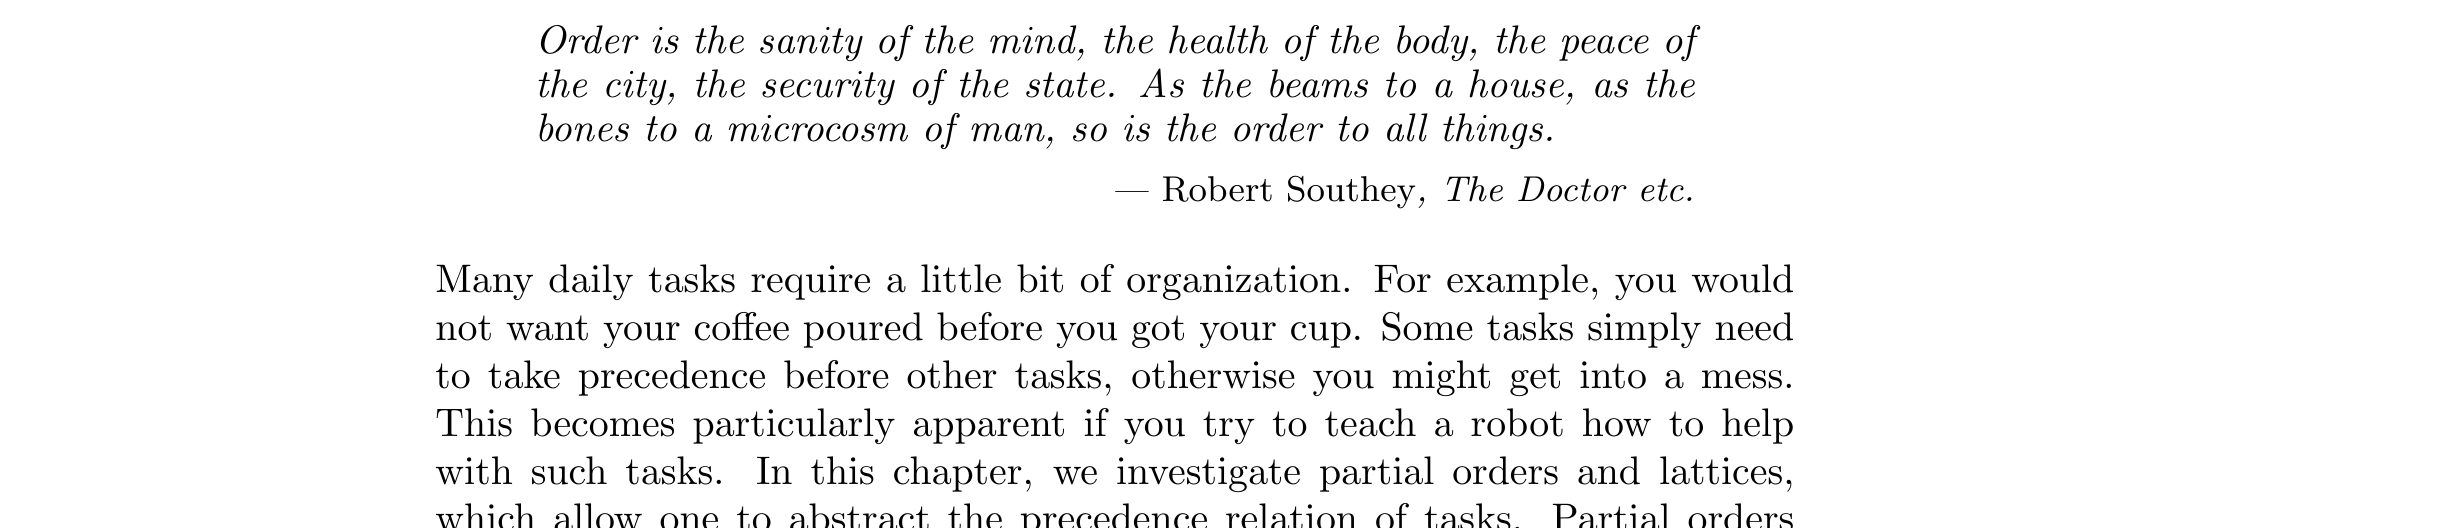 Order is the sanity of the mind, the health of the body, the peace of
the city, the security of the state. As the beams to a house, as the
bones to a microcosm of man, so is the order to all things.
— Robert Southey, The Doctor etc.
Many daily tasks require a little bit of organization. For example, you would
not want your coffee poured before you got your cup. Some tasks simply need
to take precedence before other tasks, otherwise you might get into a mess.
This becomes particularly apparent if you try to teach a robot how to help
with such tasks. In this chapter, we investigate partial orders and lattices,
which allow one to abstract the precedence relation of tasks. Partial orders